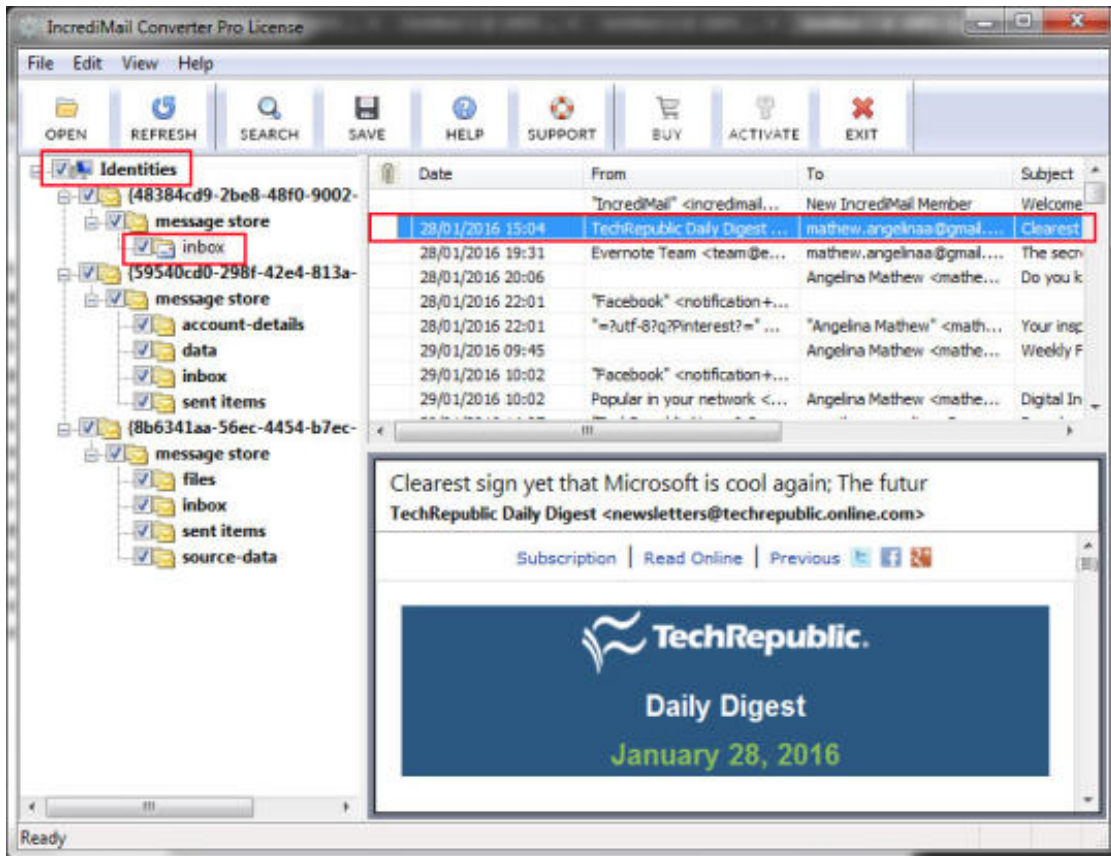 IncrediMail Converter Pro License
File Edit View Help
OPEN REFRESH SEARCH SAVE HELP SUPPORT BUY ACTIVATE EXIT
Identities
{48384cd9-2be8-48f0-9002-
message store
inbox
{59540cd0-298f-42e4-813a-
message store
account-details
data
inbox
sent items
{8b6341aa-56ec-4454-b7ec-
message store
files
inbox
sent items
source-data
Date From To Subject
"IncrediMail" <incredimail... New IncrediMail Member Welcome
28/01/2016 15:04 TechRepublic Daily Digest ... mathew.angelinaa@gmail.... Clearest
28/01/2016 19:31 Evernote Team <team@e... mathew.angelinaa@gmail.... The secr
28/01/2016 20:06 Angelina Mathew <mathe... Do you k
28/01/2016 22:01 "Facebook" <notification+...
28/01/2016 22:01 "=?utf-8?q?Pinterest?=" ... "Angelina Mathew" <math... Your insp
29/01/2016 09:45 Angelina Mathew <mathe... Weekly F
29/01/2016 10:02 "Facebook" <notification+...
29/01/2016 10:02 Popular in your network <... Angelina Mathew <mathe... Digital In
Clearest sign yet that Microsoft is cool again; The futur
TechRepublic Daily Digest <newsletters@techrepublic.online.com>
Subscription | Read Online | Previous
TechRepublic.
Daily Digest
January 28, 2016
Ready